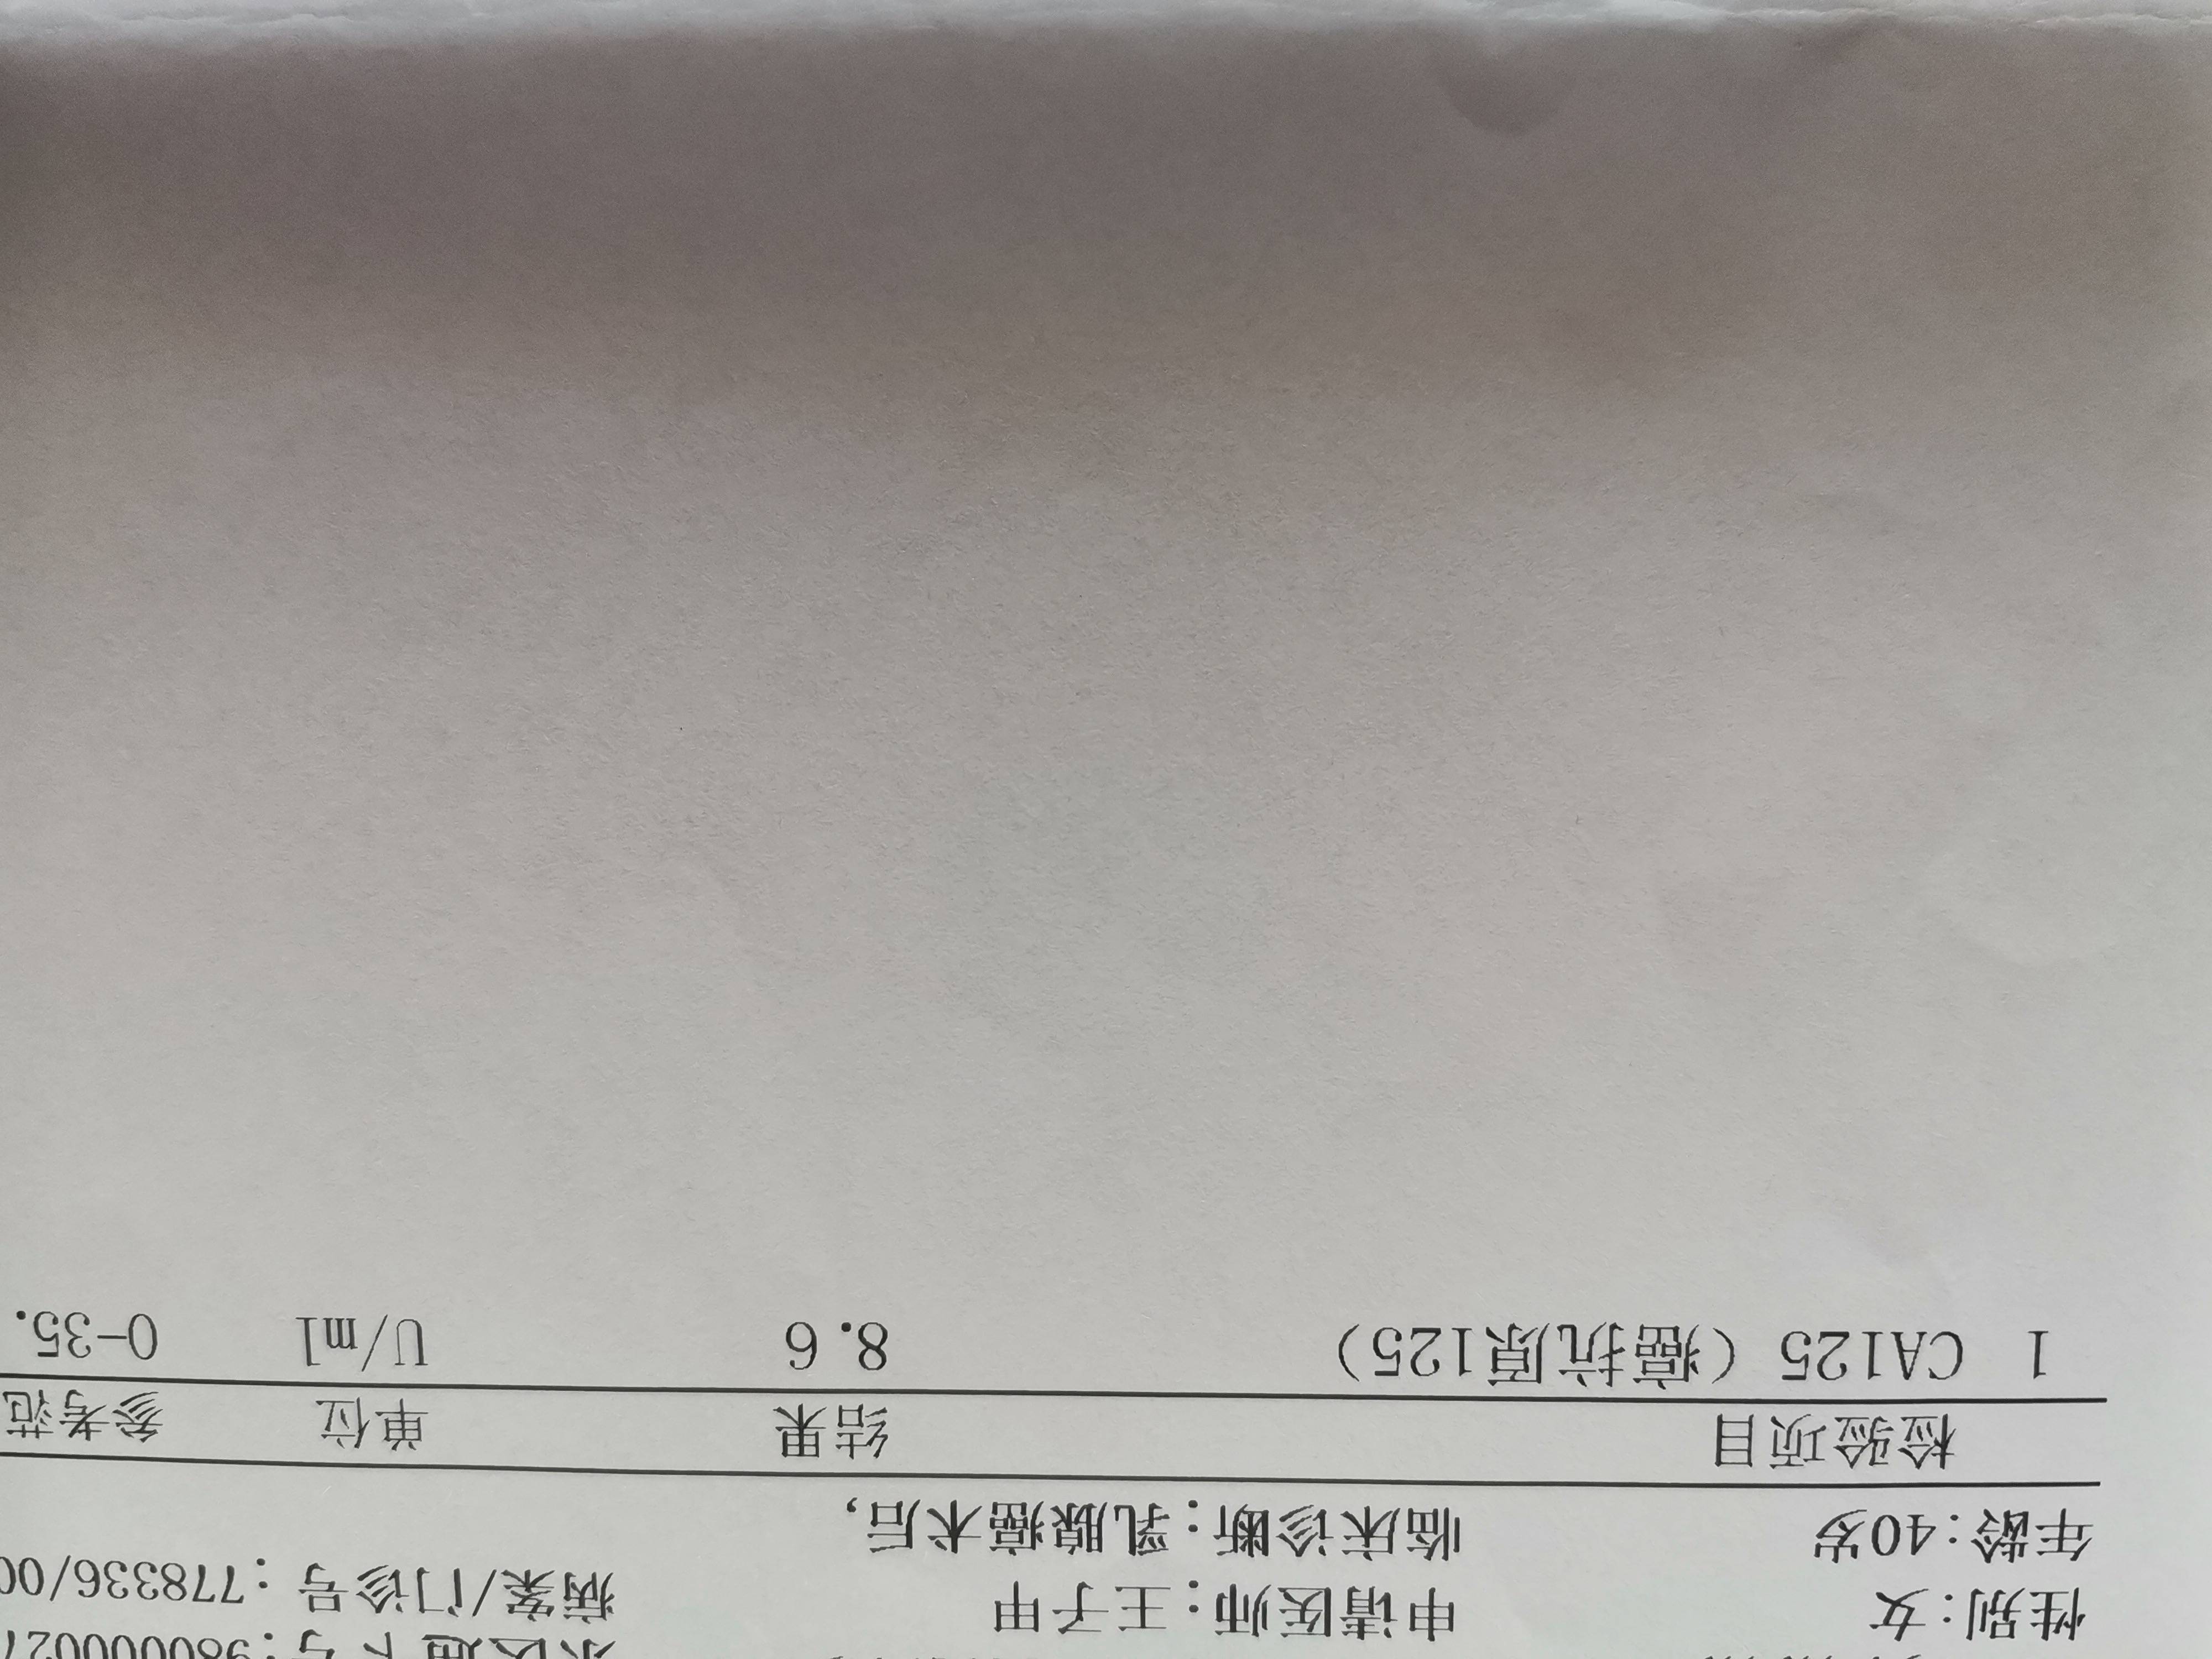 性别:女 申请医师:王子甲 病案/门诊号:778336/00
年龄:40岁 临床诊断:乳腺癌术后,
检验项目 结果 单位 参考范
1 CA125（癌抗原125） 8.6 U/ml 0-35.